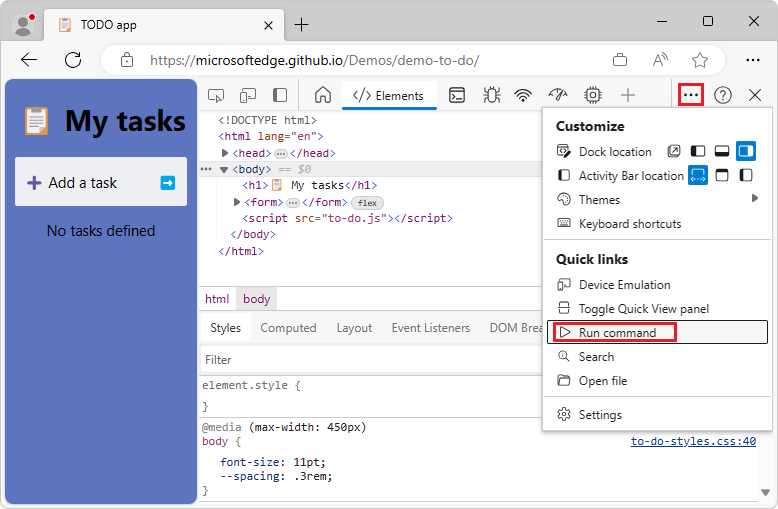 TODO app
https://microsoftedge.github.io/Demos/demo-to-do/
My tasks
Add a task
No tasks defined
</> Elements
<!DOCTYPE html>
<html lang="en">
<head> ⋯ </head>
<body> == $0
<h1>📋 My tasks</h1>
<form> ⋯ </form> flex
<script src="to-do.js"></script>
</body>
</html>
html body
Styles Computed Layout Event Listeners DOM Brea
Filter
element.style {
}
@media (max-width: 450px)
body {
to-do-styles.css:40
font-size: 11pt;
--spacing: .3rem;
}
Customize
Dock location
Activity Bar location
Themes
Keyboard shortcuts
Quick links
Device Emulation
Toggle Quick View panel
Run command
Search
Open file
Settings